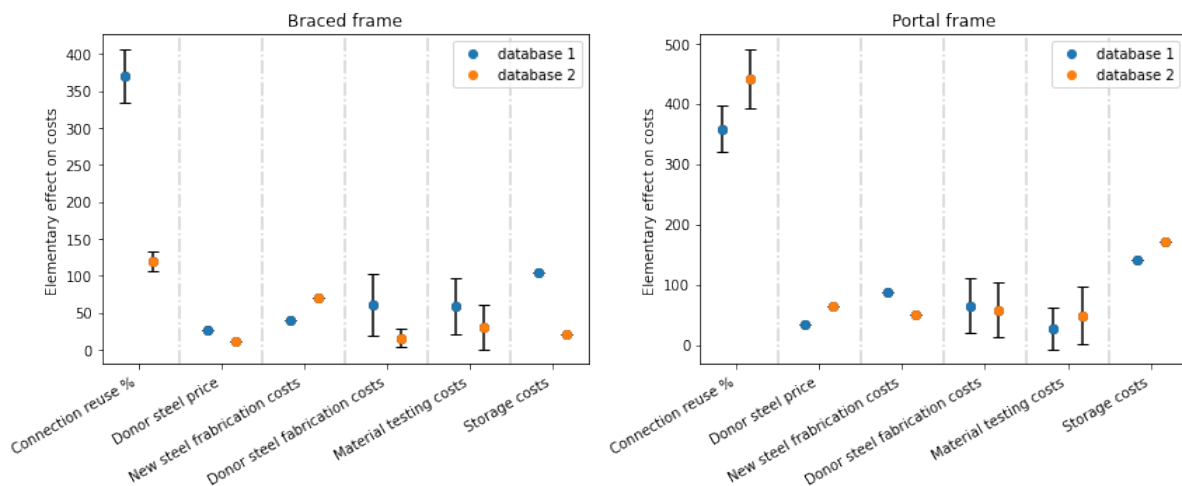 Braced frame
Elementary effect on costs
400
350
300
250
200
150
100
50
0
database 1
database 2
Connection reuse %
Donor steel price
New steel frabrication costs
Donor steel fabrication costs
Material testing costs
Storage costs
Portal frame
Elementary effect on costs
500
400
300
200
100
0
database 1
database 2
Connection reuse %
Donor steel price
New steel frabrication costs
Donor steel fabrication costs
Material testing costs
Storage costs